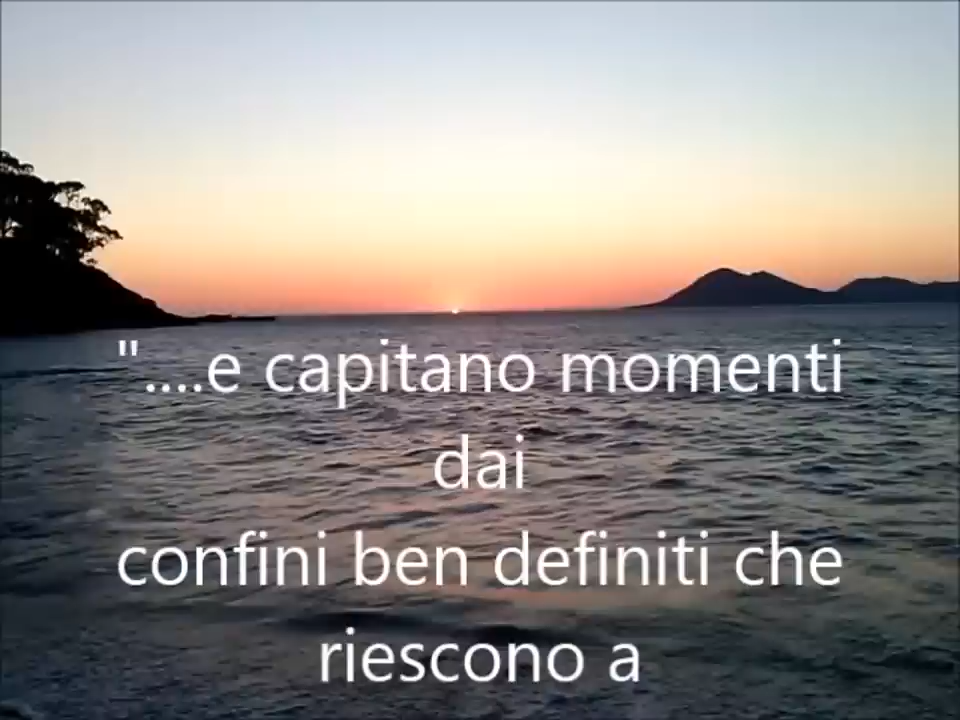 "....e capitano momenti
dai
confini ben definiti che
riescono a